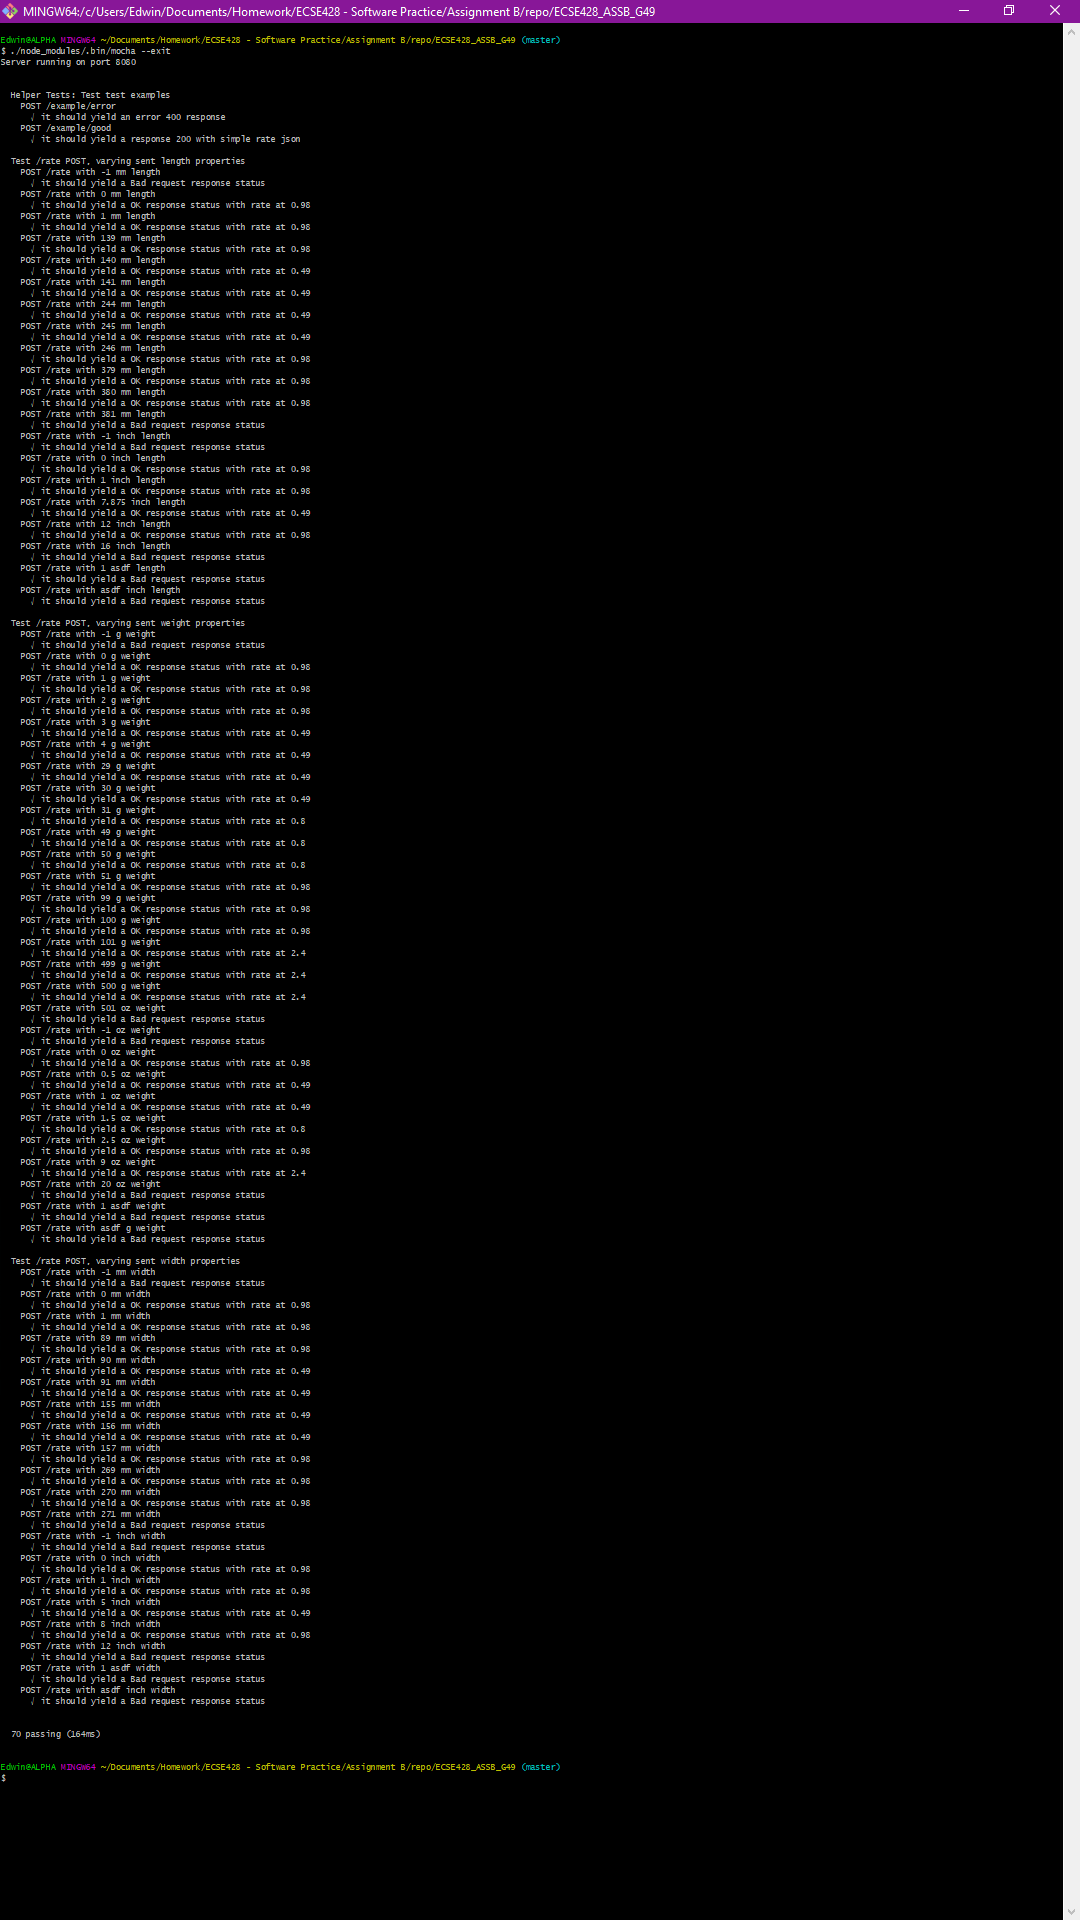 MINGW64:/c/Users/Edwin/Documents/Homework/ECSE428 - Software Practice/Assignment B/repo/ECSE428_ASSB_G49
Edwin@ALPHA MINGW64 ~/Documents/Homework/ECSE428 - Software Practice/Assignment B/repo/ECSE428_ASSB_G49 (master)
$ ./node_modules/.bin/mocha --exit
Server running on port 8080
Helper Tests: Test test examples
POST /example/error
√ it should yield an error 400 response
POST /example/good
√ it should yield a response 200 with simple rate json
Test /rate POST, varying sent length properties
POST /rate with -1 mm length
√ it should yield a Bad request response status
POST /rate with 0 mm length
√ it should yield a OK response status with rate at 0.98
POST /rate with 1 mm length
√ it should yield a OK response status with rate at 0.98
POST /rate with 139 mm length
√ it should yield a OK response status with rate at 0.98
POST /rate with 140 mm length
√ it should yield a OK response status with rate at 0.49
POST /rate with 141 mm length
√ it should yield a OK response status with rate at 0.49
POST /rate with 244 mm length
√ it should yield a OK response status with rate at 0.49
POST /rate with 245 mm length
√ it should yield a OK response status with rate at 0.49
POST /rate with 246 mm length
√ it should yield a OK response status with rate at 0.98
POST /rate with 379 mm length
√ it should yield a OK response status with rate at 0.98
POST /rate with 380 mm length
√ it should yield a OK response status with rate at 0.98
POST /rate with 381 mm length
√ it should yield a Bad request response status
POST /rate with -1 inch length
√ it should yield a Bad request response status
POST /rate with 0 inch length
√ it should yield a OK response status with rate at 0.98
POST /rate with 1 inch length
√ it should yield a OK response status with rate at 0.98
POST /rate with 7.875 inch length
√ it should yield a OK response status with rate at 0.49
POST /rate with 12 inch length
√ it should yield a OK response status with rate at 0.98
POST /rate with 16 inch length
√ it should yield a Bad request response status
POST /rate with 1 asdf length
√ it should yield a Bad request response status
POST /rate with asdf inch length
√ it should yield a Bad request response status
Test /rate POST, varying sent weight properties
POST /rate with -1 g weight
√ it should yield a Bad request response status
POST /rate with 0 g weight
√ it should yield a OK response status with rate at 0.98
POST /rate with 1 g weight
√ it should yield a OK response status with rate at 0.98
POST /rate with 2 g weight
√ it should yield a OK response status with rate at 0.98
POST /rate with 3 g weight
√ it should yield a OK response status with rate at 0.49
POST /rate with 4 g weight
√ it should yield a OK response status with rate at 0.49
POST /rate with 29 g weight
√ it should yield a OK response status with rate at 0.49
POST /rate with 30 g weight
√ it should yield a OK response status with rate at 0.49
POST /rate with 31 g weight
√ it should yield a OK response status with rate at 0.8
POST /rate with 49 g weight
√ it should yield a OK response status with rate at 0.8
POST /rate with 50 g weight
√ it should yield a OK response status with rate at 0.8
POST /rate with 51 g weight
√ it should yield a OK response status with rate at 0.98
POST /rate with 99 g weight
√ it should yield a OK response status with rate at 0.98
POST /rate with 100 g weight
√ it should yield a OK response status with rate at 0.98
POST /rate with 101 g weight
√ it should yield a OK response status with rate at 2.4
POST /rate with 499 g weight
√ it should yield a OK response status with rate at 2.4
POST /rate with 500 g weight
√ it should yield a OK response status with rate at 2.4
POST /rate with 501 oz weight
√ it should yield a Bad request response status
POST /rate with -1 oz weight
√ it should yield a Bad request response status
POST /rate with 0 oz weight
√ it should yield a OK response status with rate at 0.98
POST /rate with 0.5 oz weight
√ it should yield a OK response status with rate at 0.49
POST /rate with 1 oz weight
√ it should yield a OK response status with rate at 0.49
POST /rate with 1.5 oz weight
√ it should yield a OK response status with rate at 0.8
POST /rate with 2.5 oz weight
√ it should yield a OK response status with rate at 0.98
POST /rate with 9 oz weight
√ it should yield a OK response status with rate at 2.4
POST /rate with 20 oz weight
√ it should yield a Bad request response status
POST /rate with 1 asdf weight
√ it should yield a Bad request response status
POST /rate with asdf g weight
√ it should yield a Bad request response status
Test /rate POST, varying sent width properties
POST /rate with -1 mm width
√ it should yield a Bad request response status
POST /rate with 0 mm width
√ it should yield a OK response status with rate at 0.98
POST /rate with 1 mm width
√ it should yield a OK response status with rate at 0.98
POST /rate with 89 mm width
√ it should yield a OK response status with rate at 0.98
POST /rate with 90 mm width
√ it should yield a OK response status with rate at 0.49
POST /rate with 91 mm width
√ it should yield a OK response status with rate at 0.49
POST /rate with 155 mm width
√ it should yield a OK response status with rate at 0.49
POST /rate with 156 mm width
√ it should yield a OK response status with rate at 0.49
POST /rate with 157 mm width
√ it should yield a OK response status with rate at 0.98
POST /rate with 269 mm width
√ it should yield a OK response status with rate at 0.98
POST /rate with 270 mm width
√ it should yield a OK response status with rate at 0.98
POST /rate with 271 mm width
√ it should yield a Bad request response status
POST /rate with -1 inch width
√ it should yield a Bad request response status
POST /rate with 0 inch width
√ it should yield a OK response status with rate at 0.98
POST /rate with 1 inch width
√ it should yield a OK response status with rate at 0.98
POST /rate with 5 inch width
√ it should yield a OK response status with rate at 0.49
POST /rate with 8 inch width
√ it should yield a OK response status with rate at 0.98
POST /rate with 12 inch width
√ it should yield a Bad request response status
POST /rate with 1 asdf width
√ it should yield a Bad request response status
POST /rate with asdf inch width
√ it should yield a Bad request response status
70 passing (164ms)
Edwin@ALPHA MINGW64 ~/Documents/Homework/ECSE428 - Software Practice/Assignment B/repo/ECSE428_ASSB_G49 (master)
$